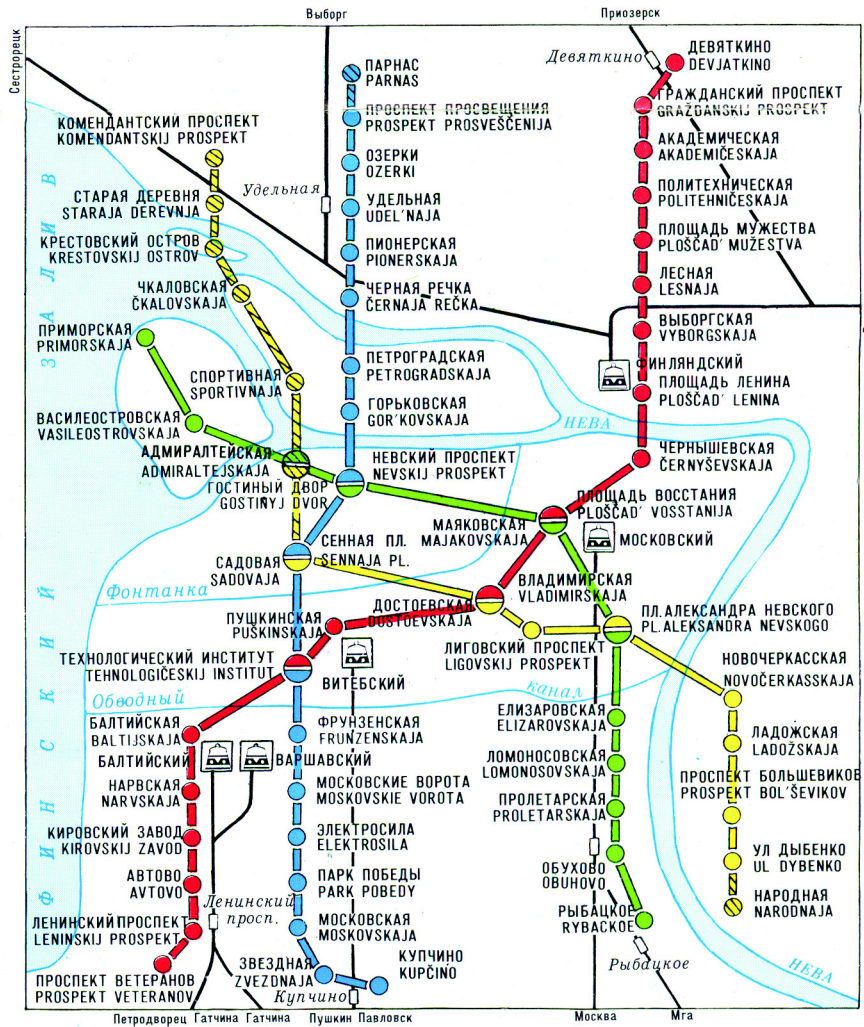 Выборг
Приозерск
Сестрорецк
ПАРНАС
PARNAS
Девяткино
ДЕВЯТКИНО
DEVJATKINO
ПРОСПЕКТ ПРОСВЕЩЕНИЯ
PROSPEKT PROSVEŠČENIJA
ГРАЖДАНСКИЙ ПРОСПЕКТ
GRAŽDANSKIJ PROSPEKT
КОМЕНДАНТСКИЙ ПРОСПЕКТ
KOMENDANTSKIJ PROSPEKT
ОЗЕРКИ
OZERKI
АКАДЕМИЧЕСКАЯ
AKADEMIČESKAJA
СТАРАЯ ДЕРЕВНЯ
STARAJA DEREVNJA
Удельная
УДЕЛЬНАЯ
UDEL'NAJA
ПОЛИТЕХНИЧЕСКАЯ
POLITEHNIČESKAJA
КРЕСТОВСКИЙ ОСТРОВ
KRESTOVSKIJ OSTROV
ПИОНЕРСКАЯ
PIONERSKAJA
ПЛОЩАДЬ МУЖЕСТВА
PLOŠČAD' MUŽESTVA
ЧКАЛОВСКАЯ
ČKALOVSKAJA
ЧЕРНАЯ РЕЧКА
ČERNAJA REČKA
ЛЕСНАЯ
LESNAJA
ПРИМОРСКАЯ
PRIMORSKAJA
ВЫБОРГСКАЯ
VYBORGSKAJA
СПОРТИВНАЯ
SPORTIVNAJA
ПЕТРОГРАДСКАЯ
PETROGRADSKAJA
ФИНЛЯНДСКИЙ
ПЛОЩАДЬ ЛЕНИНА
PLOŠČAD' LENINA
ВАСИЛЕОСТРОВСКАЯ
VASILEOSTROVSKAJA
ГОРЬКОВСКАЯ
GOR'KOVSKAJA
НЕВА
АДМИРАЛТЕЙСКАЯ
ADMIRALTEJSKAJA
НЕВСКИЙ ПРОСПЕКТ
NEVSKIJ PROSPEKT
ЧЕРНЫШЕВСКАЯ
ČERNYŠEVSKAJA
ГОСТИНЫЙ ДВОР
GOSTINYJ DVOR
ПЛОЩАДЬ ВОССТАНИЯ
PLOŠČAD' VOSSTANIJA
МАЯКОВСКАЯ
MAJAKOVSKAJA
МОСКОВСКИЙ
СЕННАЯ ПЛ.
SENNAJA PL.
САДОВАЯ
SADOVAJA
ВЛАДИМИРСКАЯ
VLADIMIRSKAJA
Фонтанка
ДОСТОЕВСКАЯ
DOSTOEVSKAJA
ПУШКИНСКАЯ
PUŠKINSKAJA
ПЛ.АЛЕКСАНДРА НЕВСКОГО
PL.ALEKSANDRA NEVSKOGO
ЛИГОВСКИЙ ПРОСПЕКТ
LIGOVSKIJ PROSPEKT
ТЕХНОЛОГИЧЕСКИЙ ИНСТИТУТ
TEHNOLOGIČESKIJ INSTITUT
ВИТЕБСКИЙ
НОВОЧЕРКАССКАЯ
NOVOČERKASSKAJA
Обводный
канал
БАЛТИЙСКАЯ
BALTIJSKAJA
ФРУНЗЕНСКАЯ
FRUNZENSKAJA
ЕЛИЗАРОВСКАЯ
ELIZAROVSKAJA
ЛАДОЖСКАЯ
LADOŽSKAJA
БАЛТИЙСКИЙ
ВАРШАВСКИЙ
ЛОМОНОСОВСКАЯ
LOMONOSOVSKAJA
НАРВСКАЯ
NARVSKAJA
МОСКОВСКИЕ ВОРОТА
MOSKOVSKIE VOROTA
ПРОСПЕКТ БОЛЬШЕВИКОВ
PROSPEKT BOL'ŠEVIKOV
ПРОЛЕТАРСКАЯ
PROLETARSKAJA
КИРОВСКИЙ ЗАВОД
KIROVSKIJ ZAVOD
ЭЛЕКТРОСИЛА
ELEKTROSILA
УЛ ДЫБЕНКО
UL DYBENKO
ОБУХОВО
OBUHOVO
АВТОВО
AVTOVO
ПАРК ПОБЕДЫ
PARK POBEDY
НАРОДНАЯ
NARODNAJA
Ленинский
просп.
РЫБАЦКОЕ
RYBACKOE
ЛЕНИНСКИЙ ПРОСПЕКТ
LENINSKIJ PROSPEKT
МОСКОВСКАЯ
MOSKOVSKAJA
Рыбацкое
НЕВА
ПРОСПЕКТ ВЕТЕРАНОВ
PROSPEKT VETERANOV
ЗВЕЗДНАЯ
ZVEZDNAJA
КУПЧИНО
KUPČINO
Купчино
ФИНСКИЙ ЗАЛИВ
Петродворец
Гатчина
Гатчина
Пушкин
Павловск
Москва
Мга